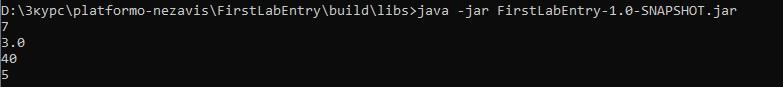 D:\3курс\platformo-nezavis\FirstLabEntry\build\libs>java -jar FirstLabEntry-1.0-SNAPSHOT.jar
7
3.0
40
5